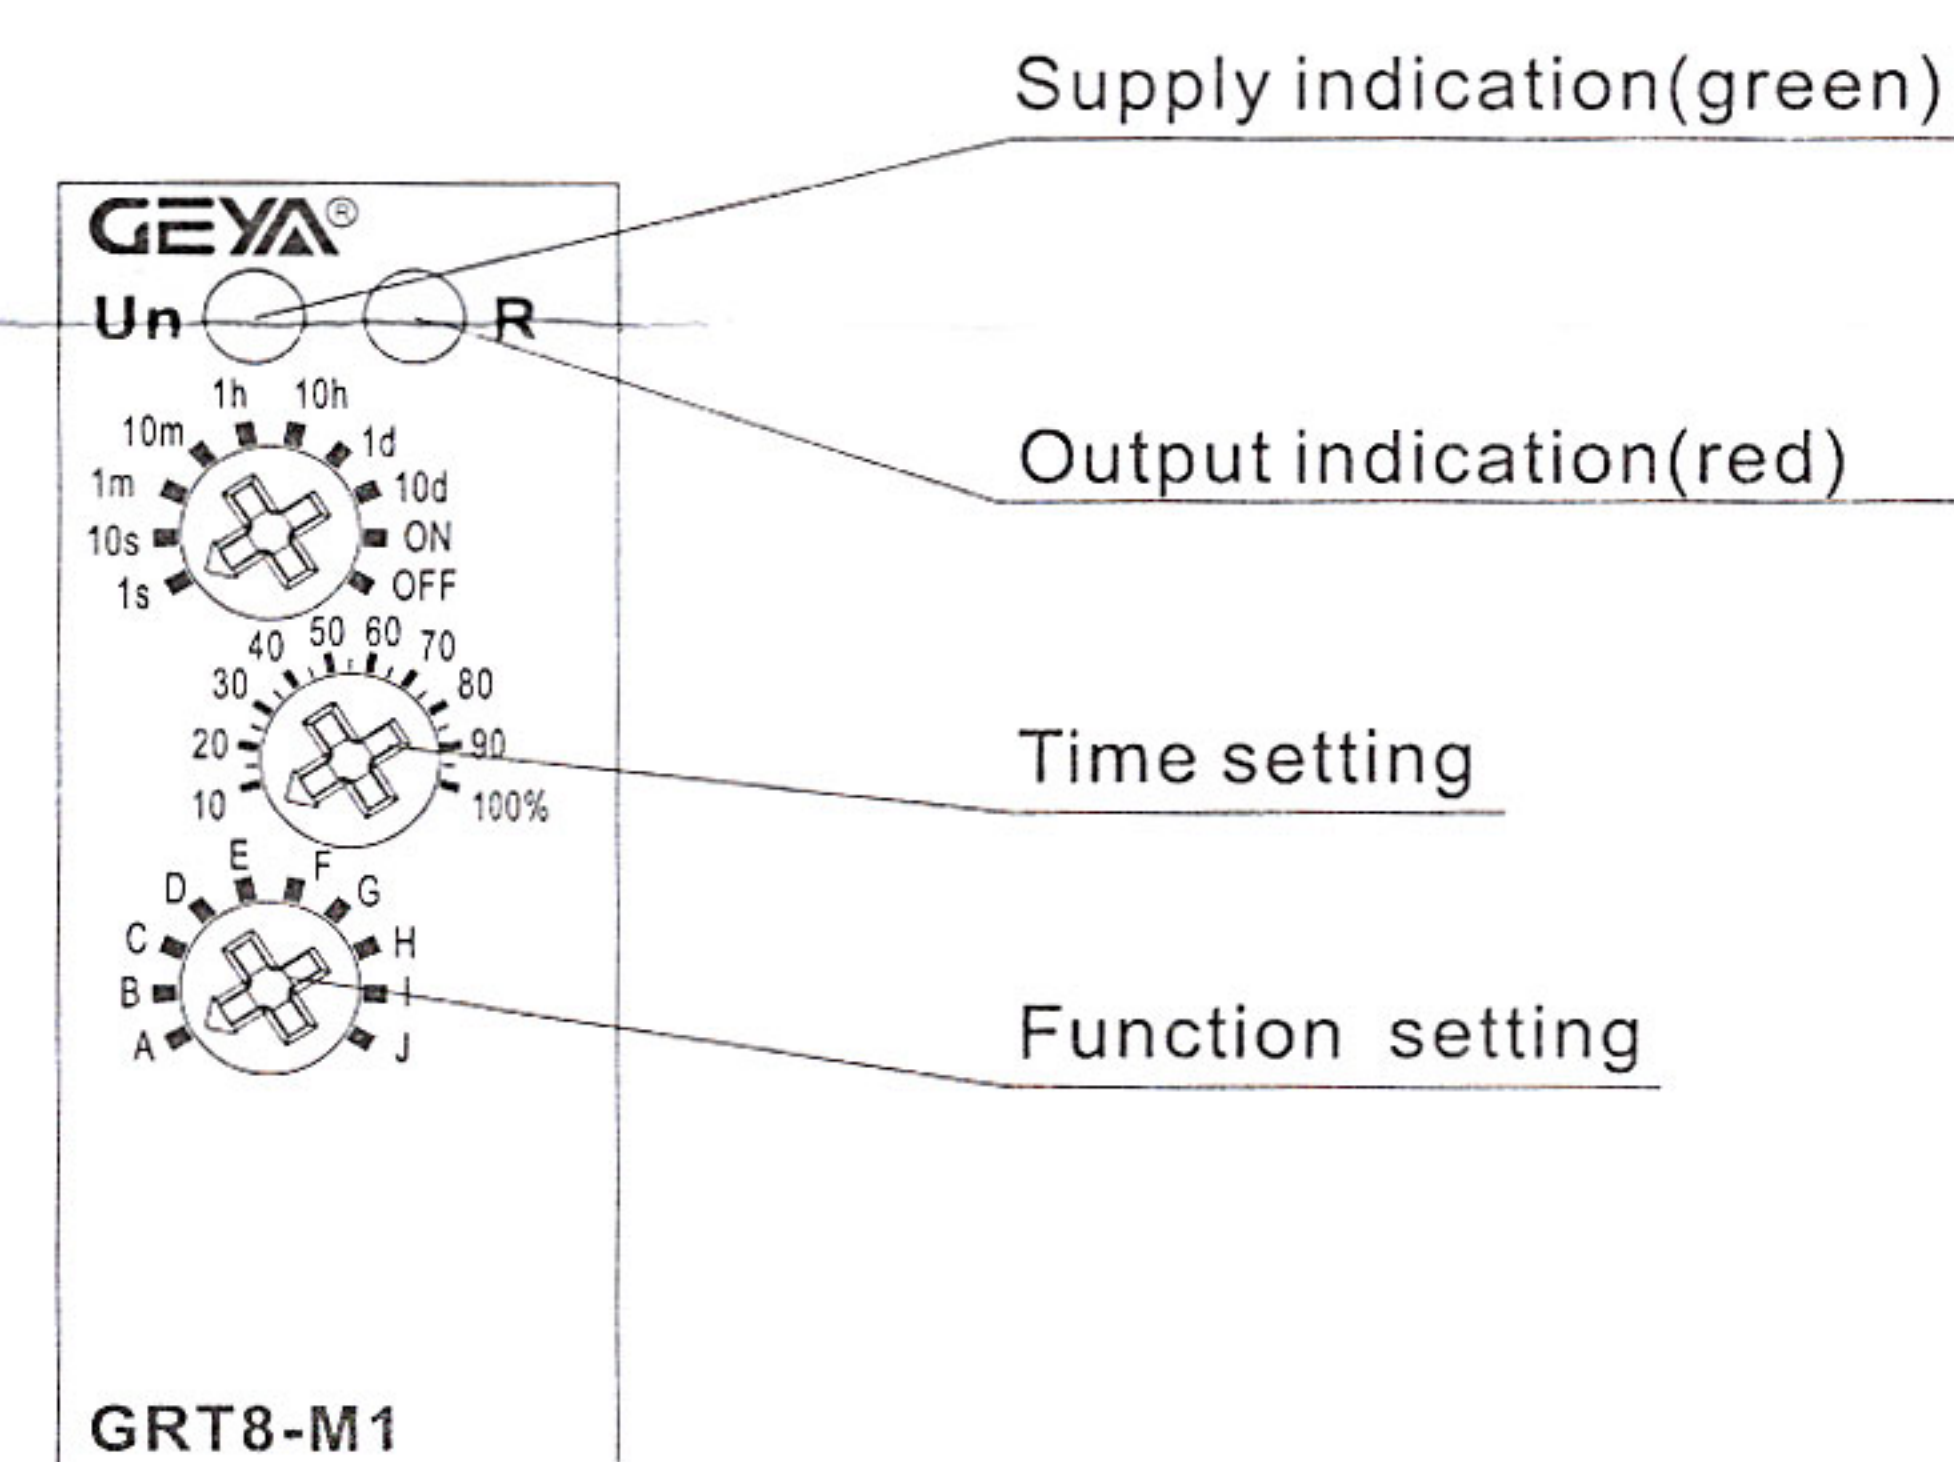 Supply indication(green)
GEYA®
Un R
1h 10h
10m 1d
1m 10d
Output indication(red)
10s ON
1s OFF
40 50 60 70
30 80
20 90
Time setting
10 100%
E F
D G
C H
B I
A J
Function setting
GRT8-M1